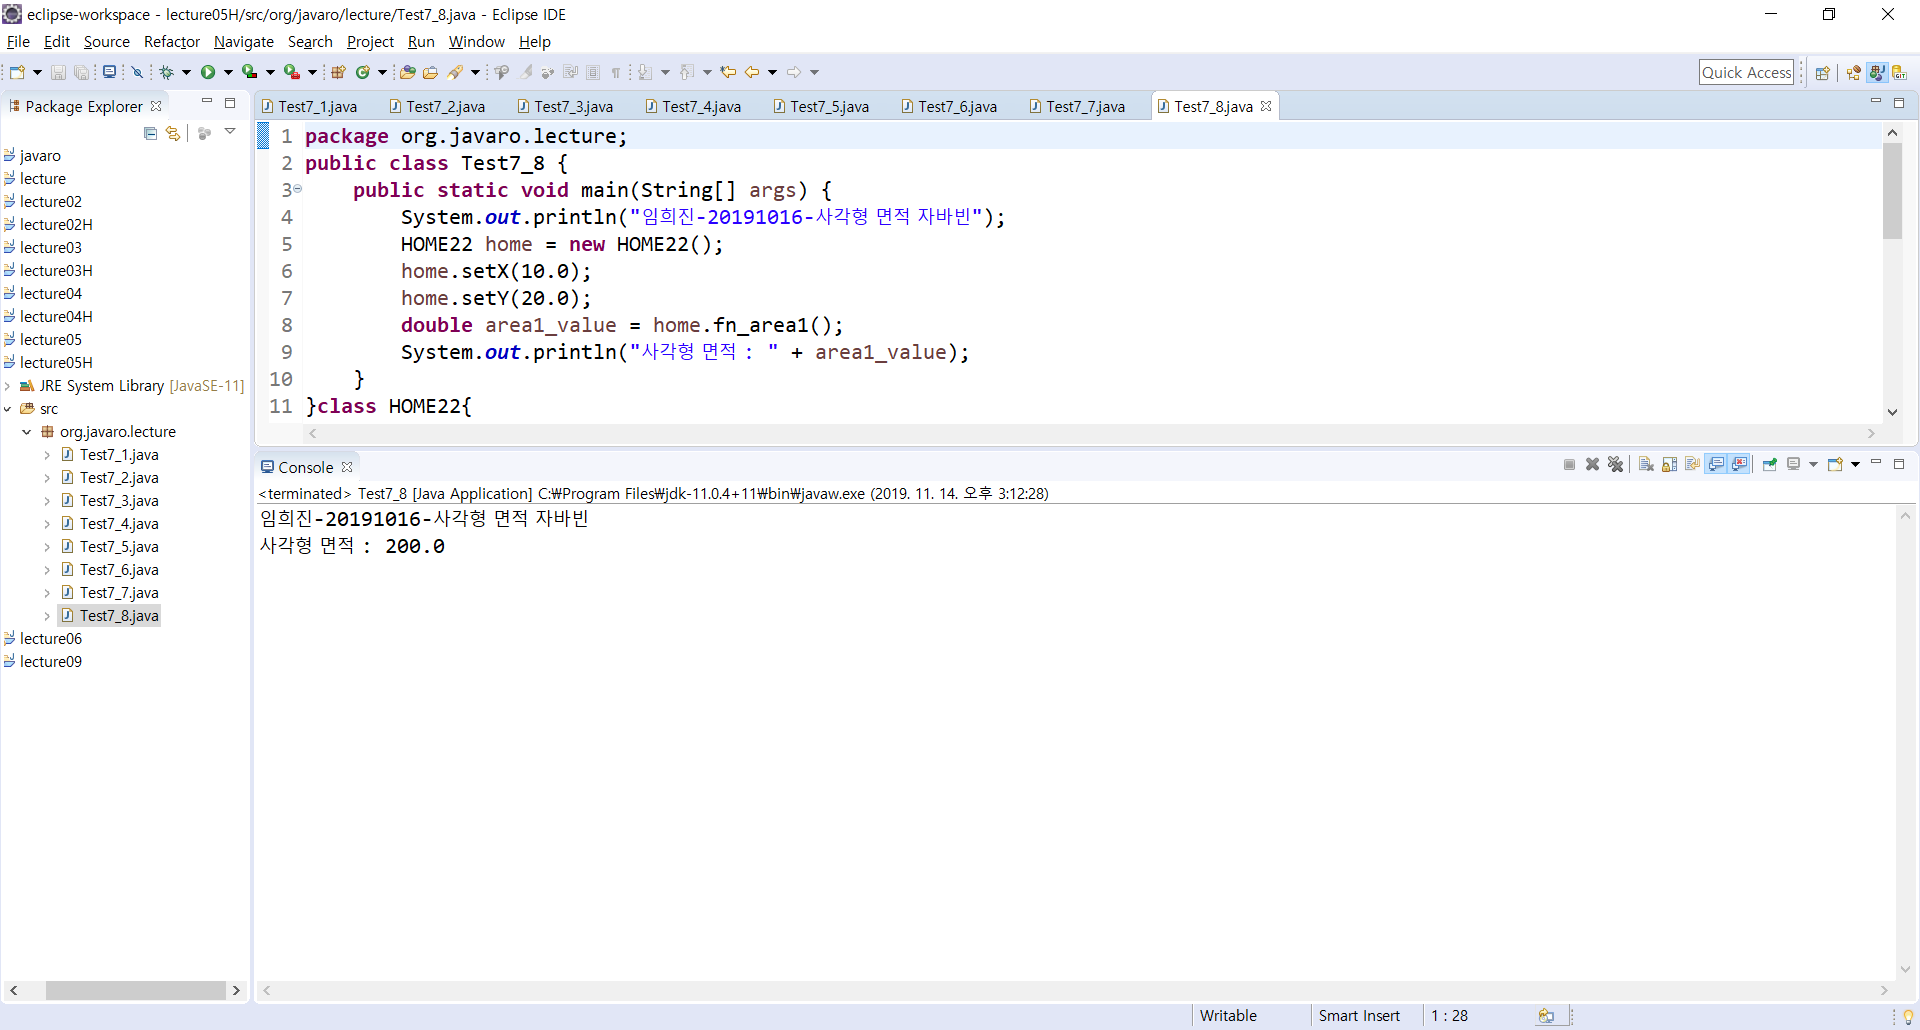 eclipse-workspace - lecture05H/src/org/javaro/lecture/Test7_8.java - Eclipse IDE
File Edit Source Refactor Navigate Search Project Run Window Help
Quick Access
Package Explorer
javaro
lecture
lecture02
lecture02H
lecture03
lecture03H
lecture04
lecture04H
lecture05
lecture05H
JRE System Library [JavaSE-11]
src
org.javaro.lecture
Test7_1.java
Test7_2.java
Test7_3.java
Test7_4.java
Test7_5.java
Test7_6.java
Test7_7.java
Test7_8.java
lecture06
lecture09
Test7_1.java Test7_2.java Test7_3.java Test7_4.java Test7_5.java Test7_6.java Test7_7.java Test7_8.java
1 package org.javaro.lecture;
2 public class Test7_8 {
3 public static void main(String[] args) {
4 System.out.println("임희진-20191016-사각형 면적 자바빈");
5 HOME22 home = new HOME22();
6 home.setX(10.0);
7 home.setY(20.0);
8 double area1_value = home.fn_area1();
9 System.out.println("사각형 면적 : " + area1_value);
10 }
11 }class HOME22{
Console
<terminated> Test7_8 [Java Application] C:₩Program Files₩jdk-11.0.4+11₩bin₩javaw.exe (2019. 11. 14. 오후 3:12:28)
임희진-20191016-사각형 면적 자바빈
사각형 면적 : 200.0
Writable Smart Insert 1 : 28